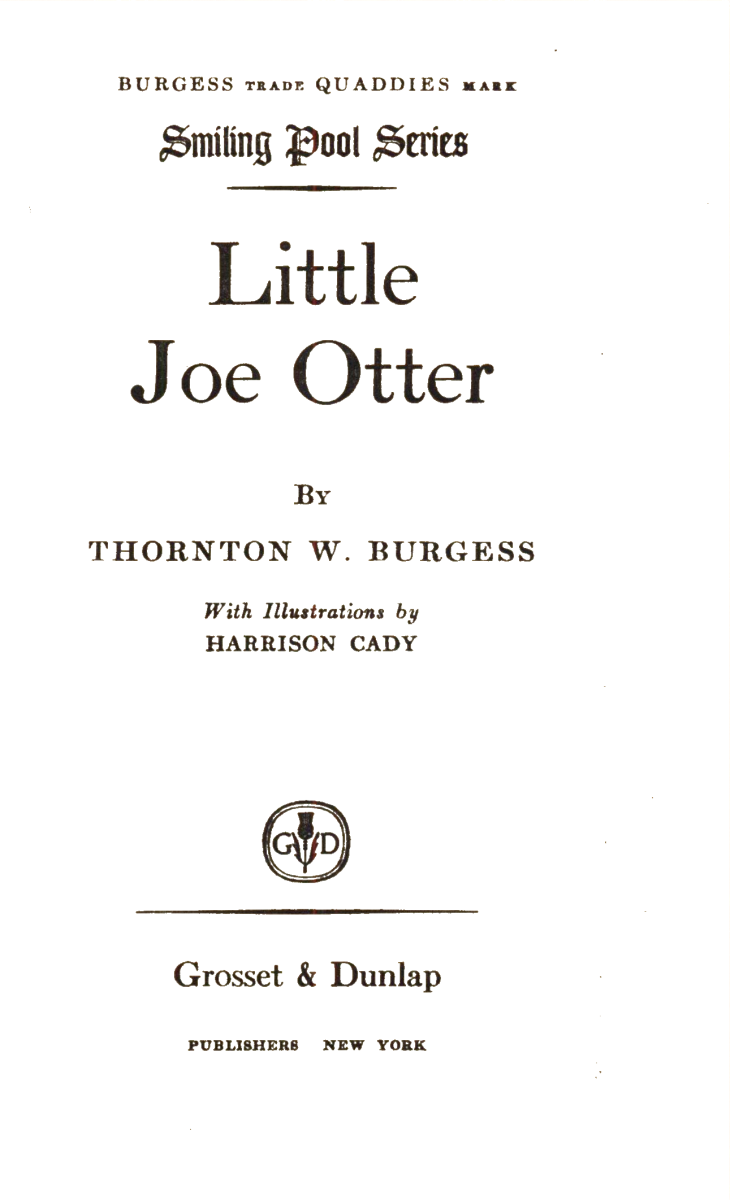 BURGESS TRADE QUADDIES MARK
Smiling Pool Series
Little
Joe Otter
By
THORNTON W. BURGESS
With Illustrations by
HARRISON CADY
G D
Grosset & Dunlap
PUBLISHERS NEW YORK